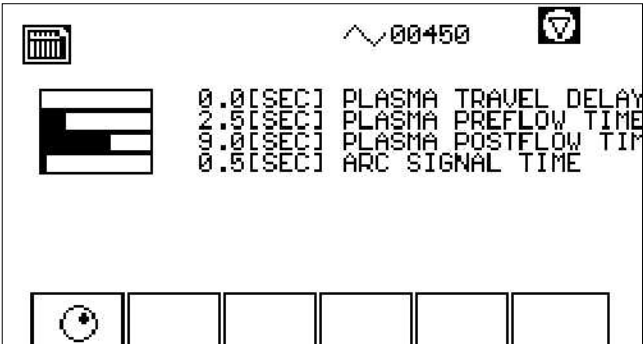 00450
0.0[SEC] PLASMA TRAVEL DELAY
2.5[SEC] PLASMA PREFLOW TIME
9.0[SEC] PLASMA POSTFLOW TIM
0.5[SEC] ARC SIGNAL TIME